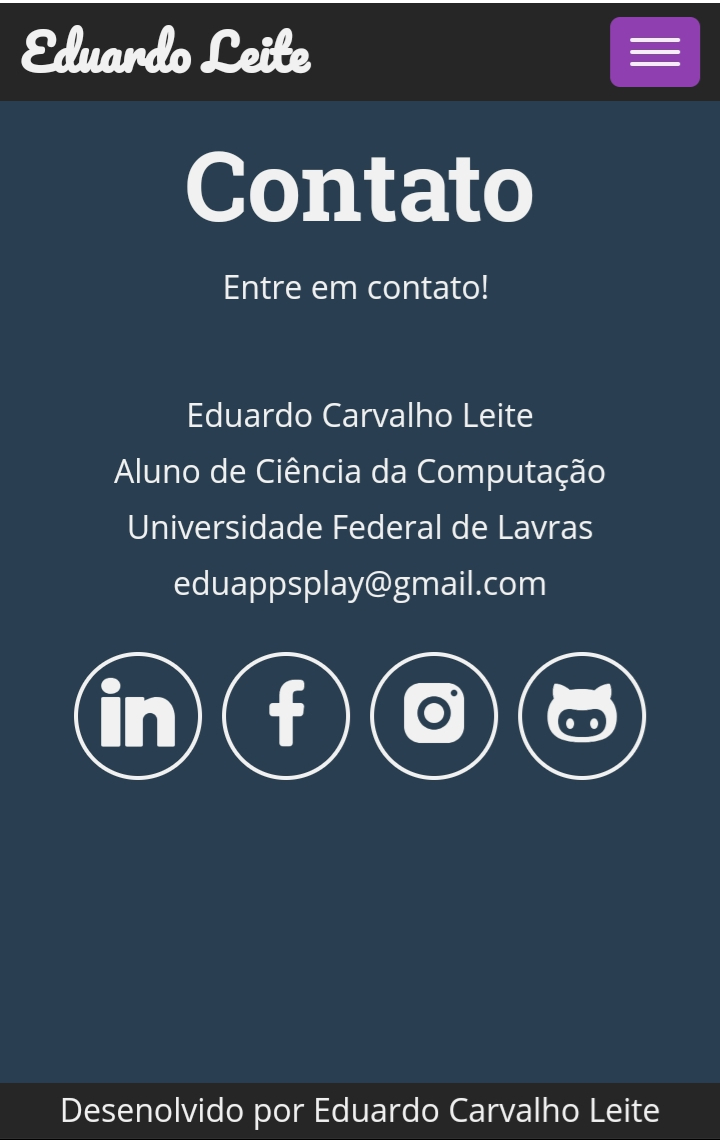 Eduardo Leite
Contato
Entre em contato!
Eduardo Carvalho Leite
Aluno de Ciência da Computação
Universidade Federal de Lavras
eduappsplay@gmail.com
in f
Desenolvido por Eduardo Carvalho Leite